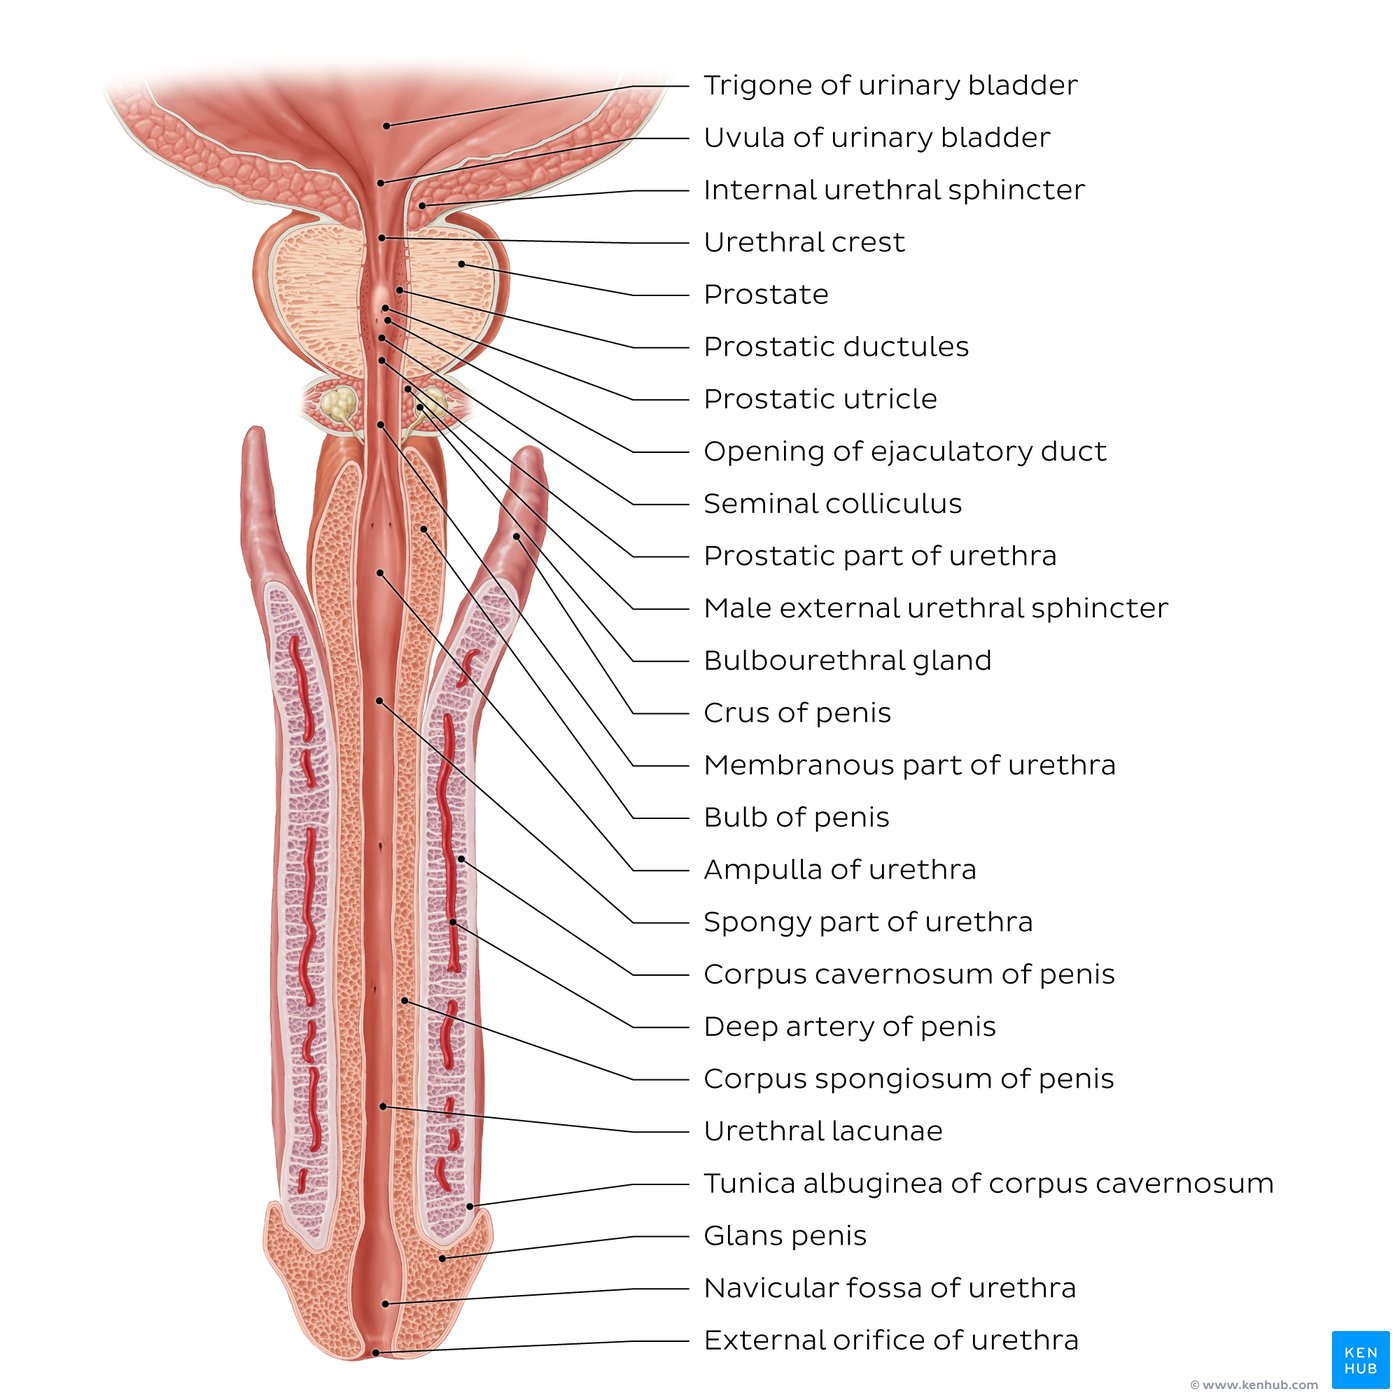 Trigone of urinary bladder
Uvula of urinary bladder
Internal urethral sphincter
Urethral crest
Prostate
Prostatic ductules
Prostatic utricle
Opening of ejaculatory duct
Seminal colliculus
Prostatic part of urethra
Male external urethral sphincter
Bulbourethral gland
Crus of penis
Membranous part of urethra
Bulb of penis
Ampulla of urethra
Spongy part of urethra
Corpus cavernosum of penis
Deep artery of penis
Corpus spongiosum of penis
Urethral lacunae
Tunica albuginea of corpus cavernosum
Glans penis
Navicular fossa of urethra
External orifice of urethra
KEN
HUB
© www.kenhub.com